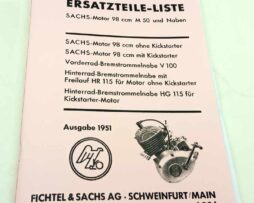 ERSATZTEILE-LISTE
SACHS-Motor 98 ccm M 50 und Naben
SACHS-Motor 98 ccm ohne Kickstarter
SACHS-Motor 98 ccm mit Kickstarter
Vorderrad-Bremstrommelnabe V 100
Hinterrad-Bremstrommelnabe mit
Freilauf HR 115 für Motor ohne Kickstarter
Hinterrad-Bremstrommelnabe HG 115 für
Kickstarter-Motor
Ausgabe 1951
FICHTEL & SACHS AG · SCHWEINFURT/MAIN